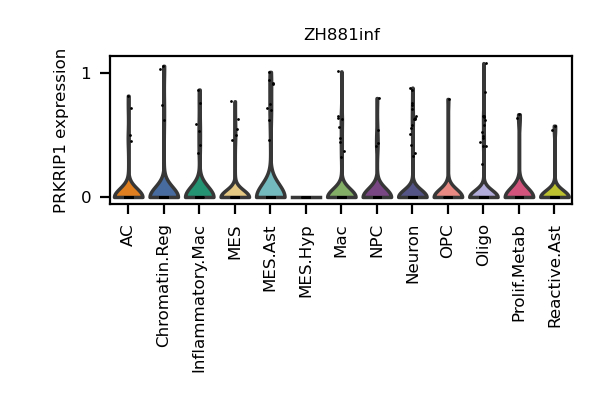 ZH881inf
PRKRIP1 expression
1
0
AC
Chromatin.Reg
Inflammatory.Mac
MES
MES.Ast
MES.Hyp
Mac
NPC
Neuron
OPC
Oligo
Prolif.Metab
Reactive.Ast